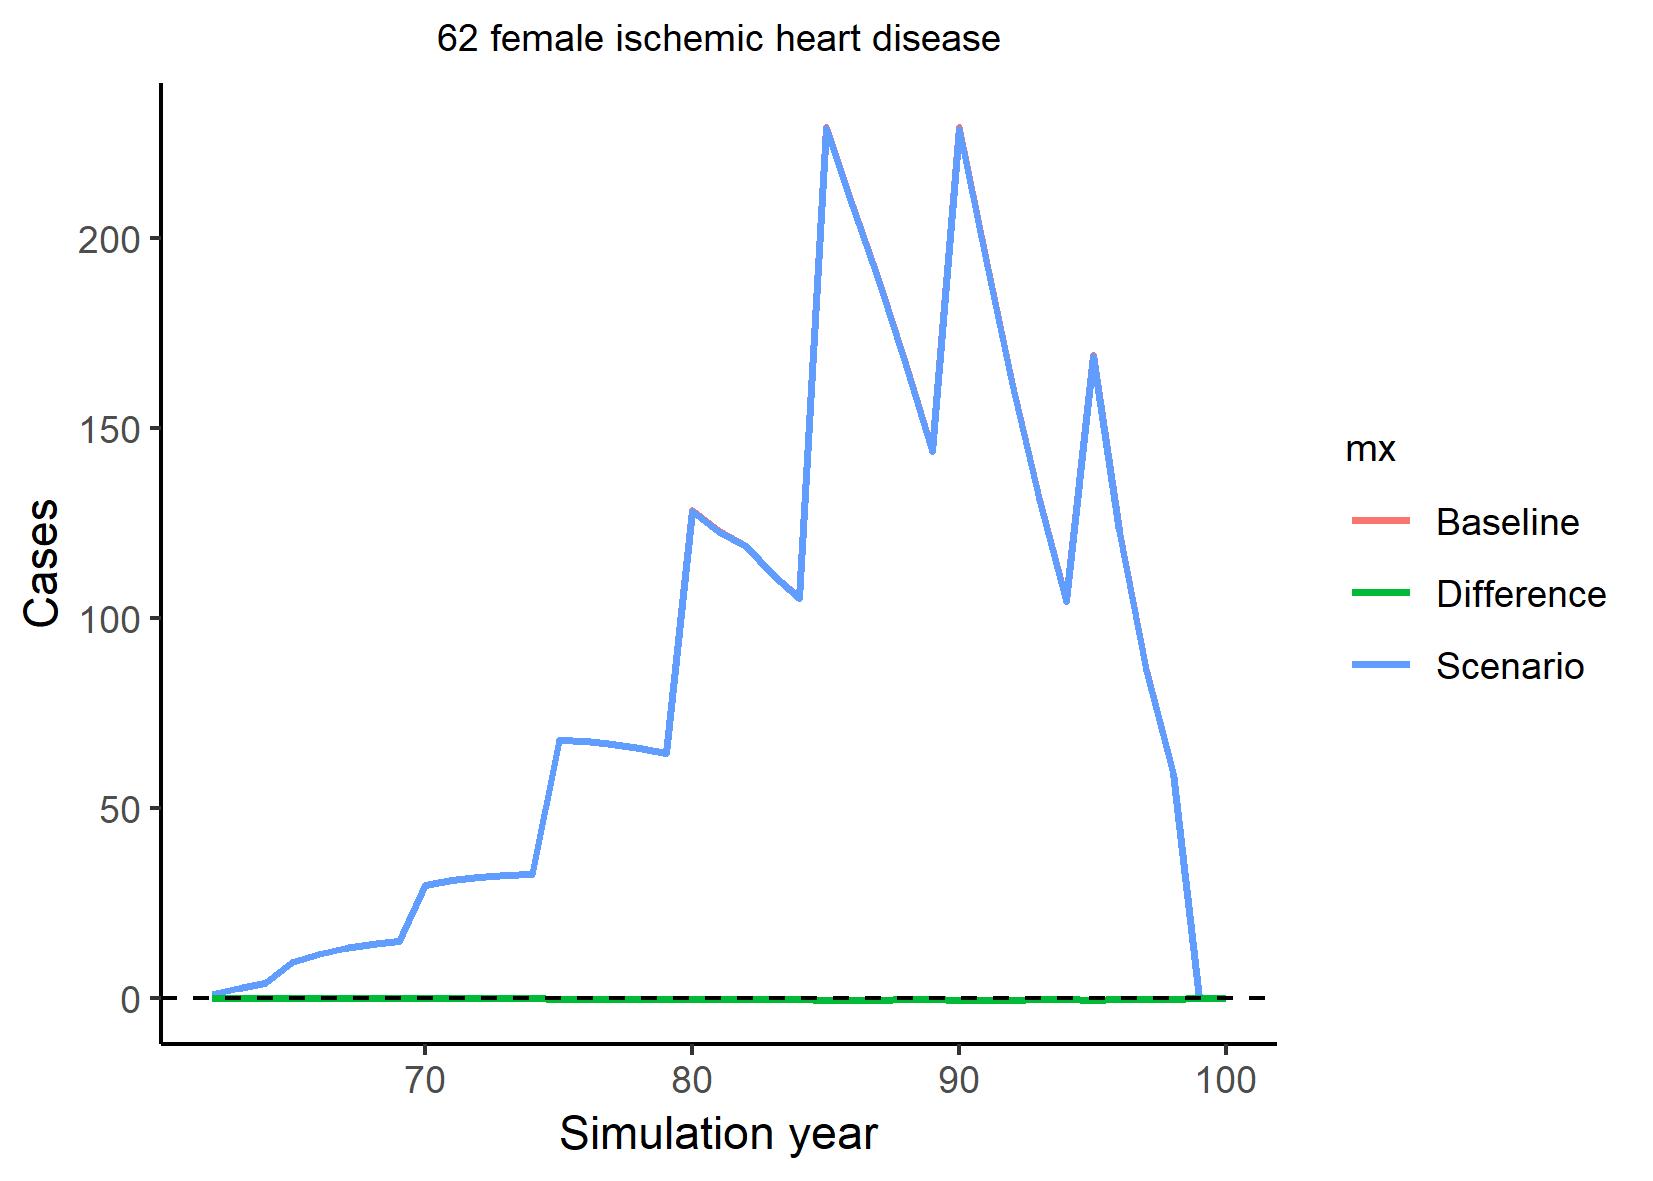 62 female ischemic heart disease
200
150
100
50
0
Cases
70 80 90 100
Simulation year
mx
Baseline
Difference
Scenario